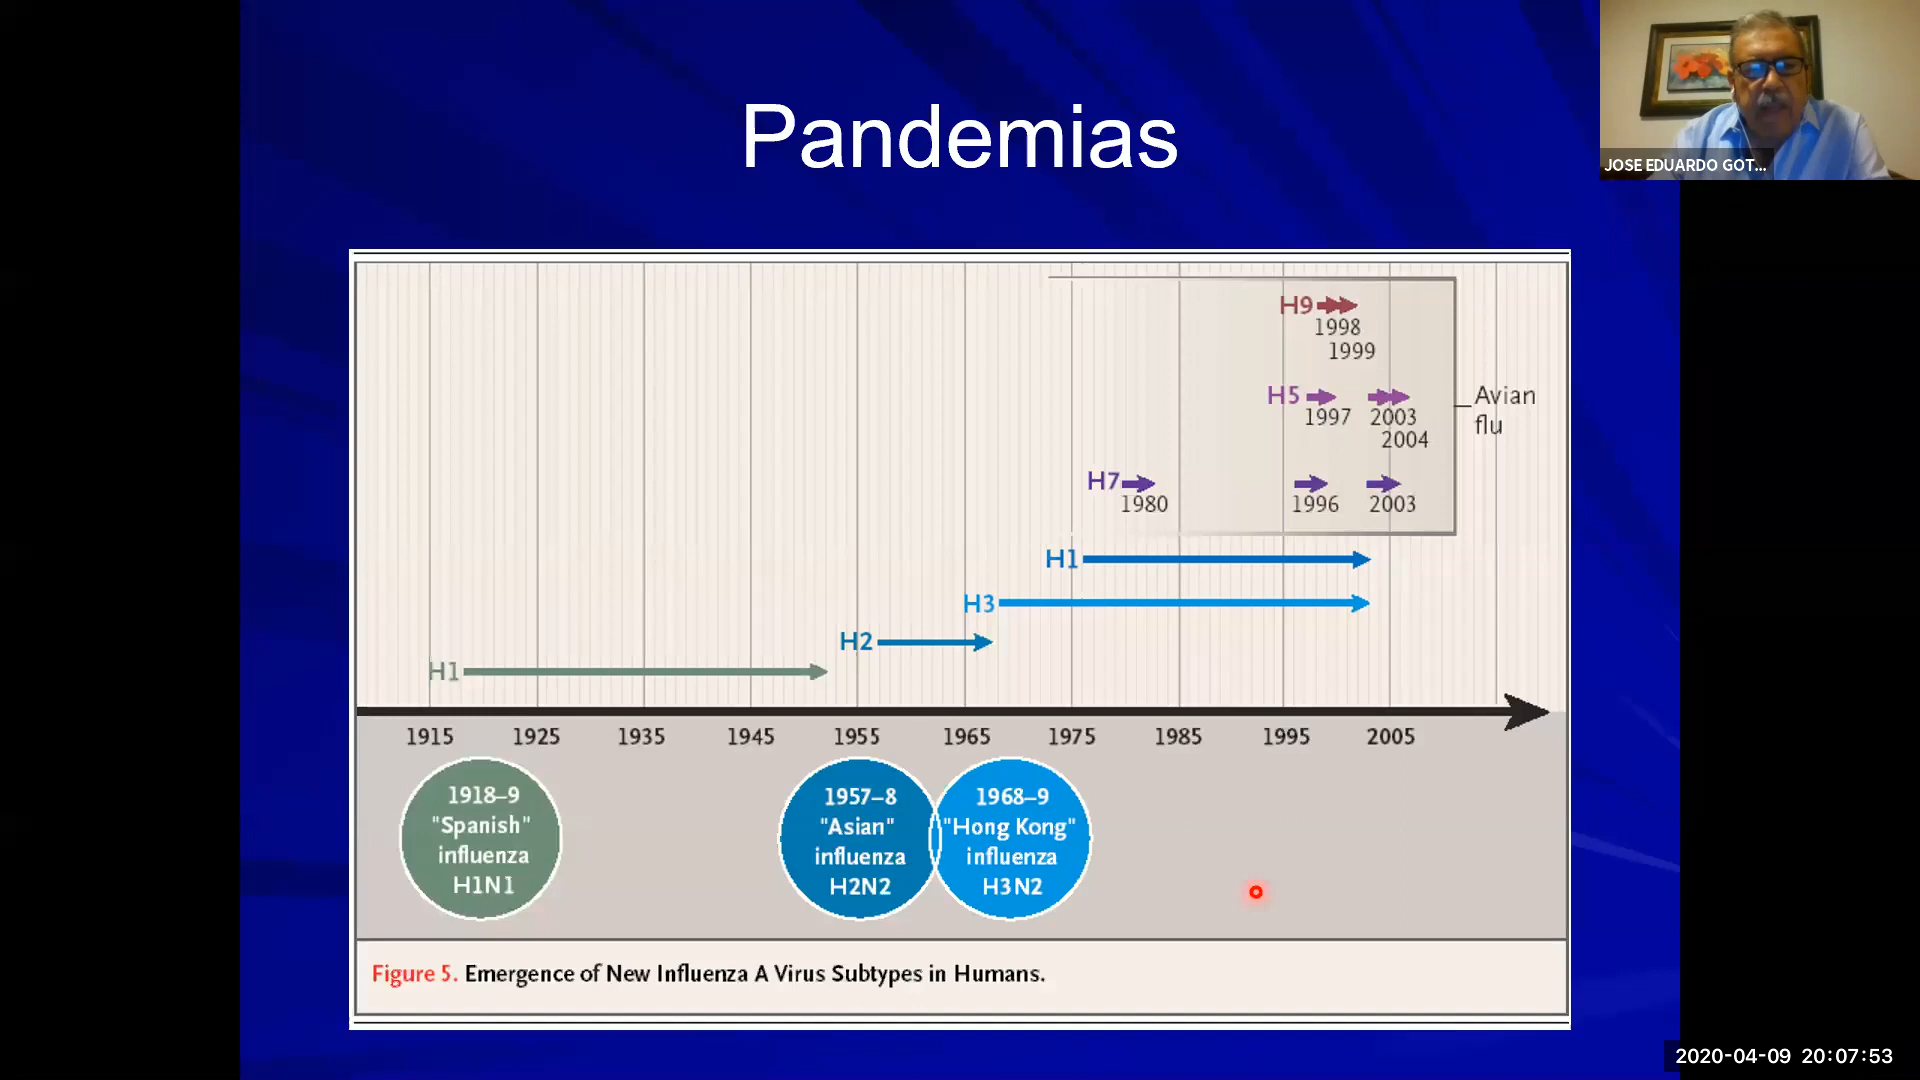 Pandemias
JOSE EDUARDO GOT...
H9
1998
1999
H5
1997
2003
2004
Avian
flu
H7
1980
1996
2003
H1
H3
H2
H1
1915 1925 1935 1945 1955 1965 1975 1985 1995 2005
1918–9
"Spanish"
influenza
H1N1
1957–8
"Asian"
influenza
H2N2
1968–9
"Hong Kong"
influenza
H3N2
Figure 5. Emergence of New Influenza A Virus Subtypes in Humans.
2020-04-09 20:07:53